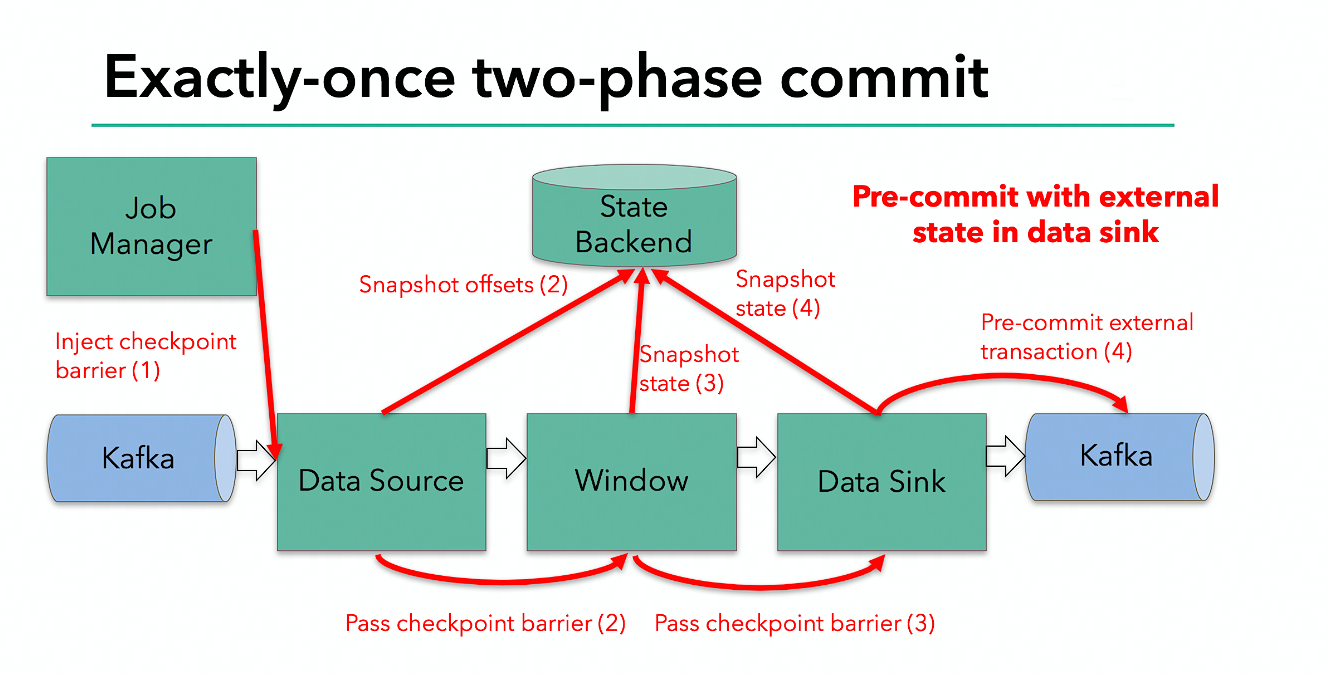 Exactly-once two-phase commit
Job
Manager
State
Backend
Pre-commit with external
state in data sink
Snapshot offsets (2)
Snapshot
state (4)
Pre-commit external
transaction (4)
Inject checkpoint
barrier (1)
Snapshot
state (3)
Kafka
Data Source
Window
Data Sink
Kafka
Pass checkpoint barrier (2)
Pass checkpoint barrier (3)